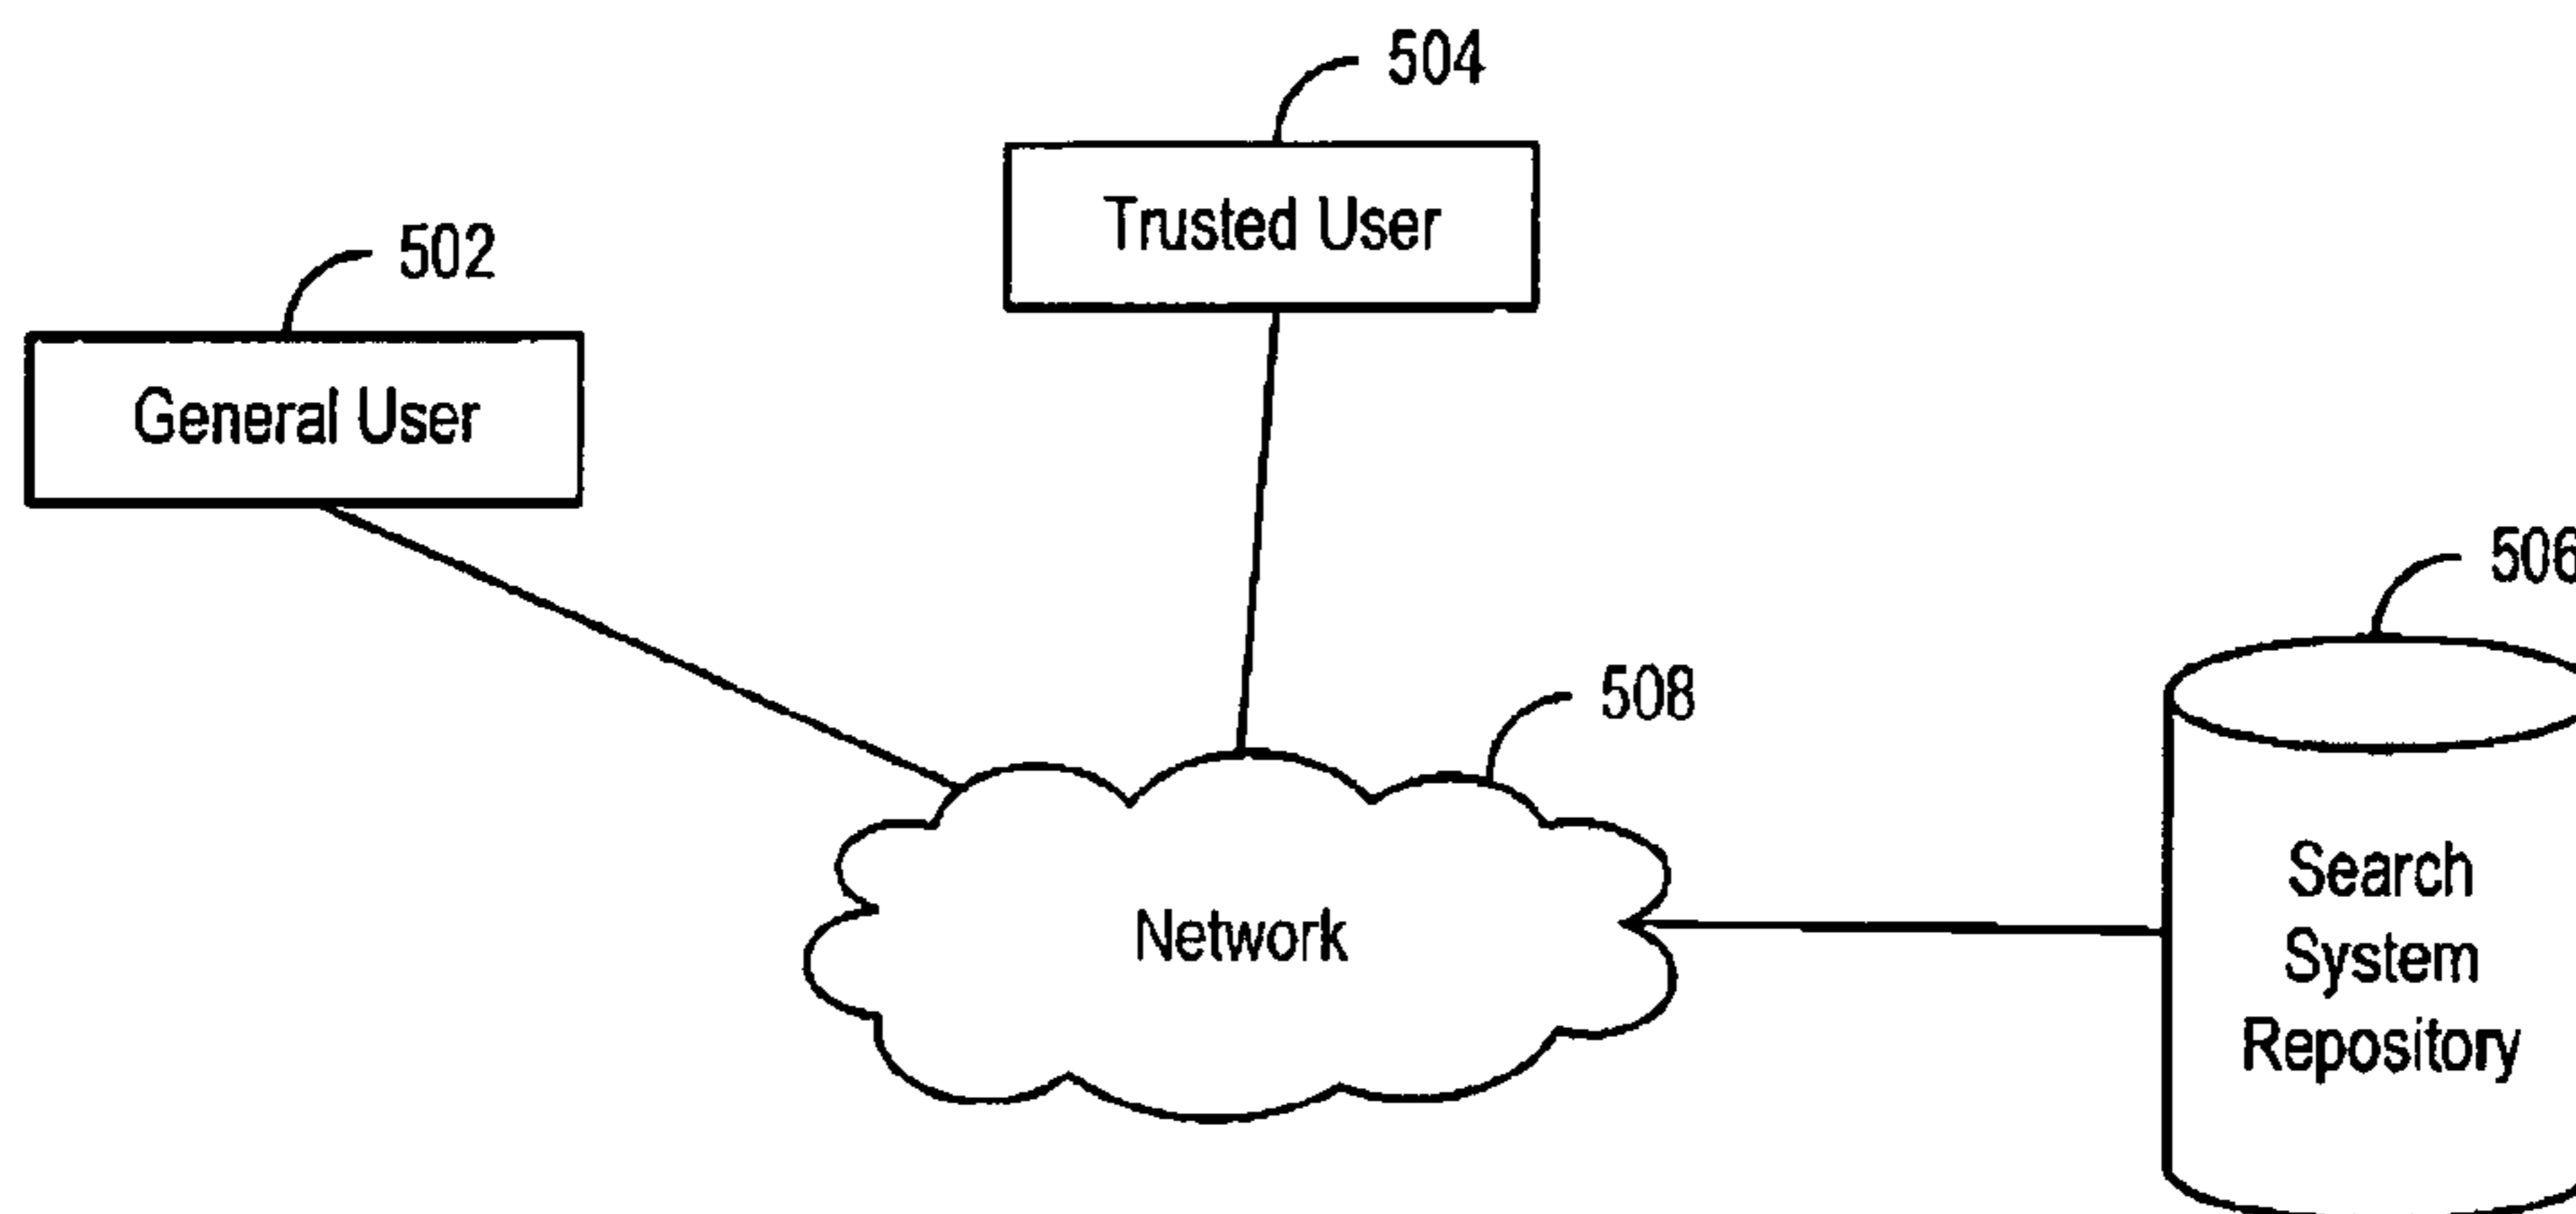 504
Trusted User
502
General User
506
508
Search
System
Repository
Network